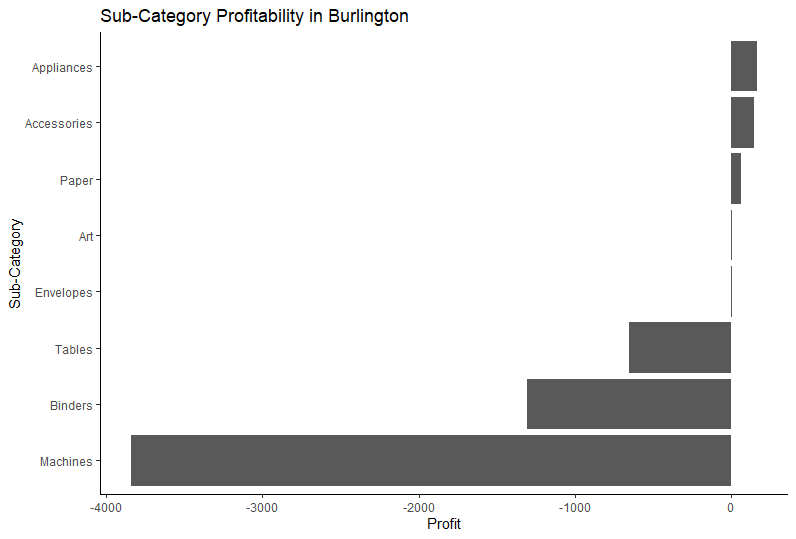 Sub-Category Profitability in Burlington
Sub-Category
Appliances
Accessories
Paper
Art
Envelopes
Tables
Binders
Machines
-4000 -3000 -2000 -1000 0
Profit